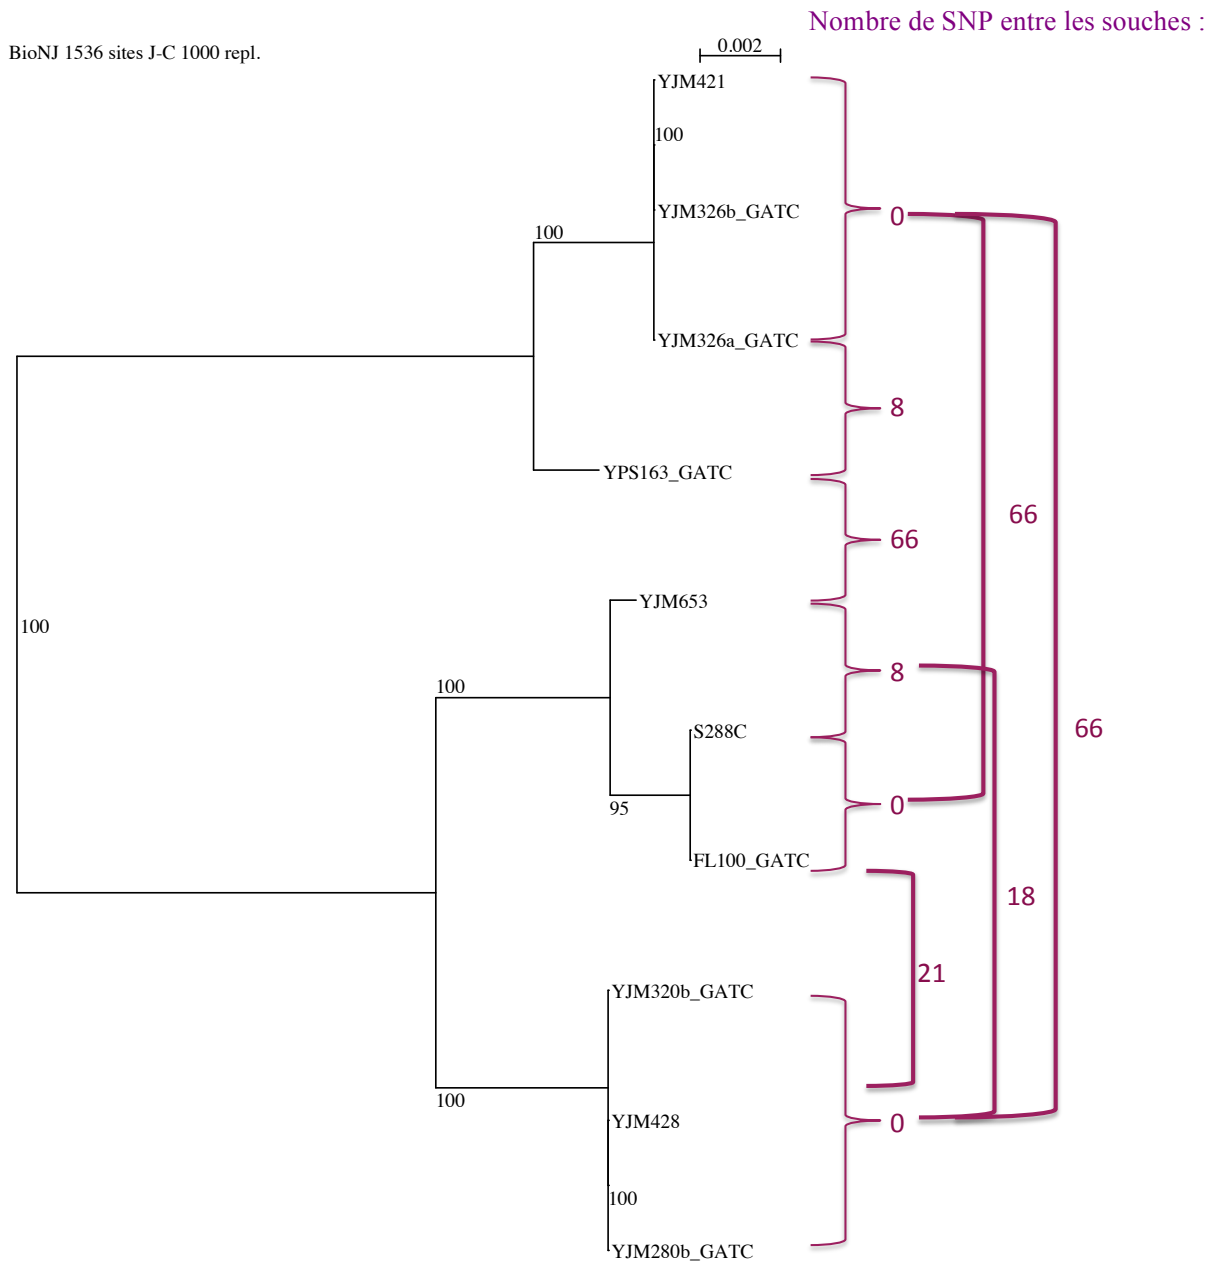 Nombre de SNP entre les souches :
BioNJ 1536 sites J-C 1000 repl.
0.002
YJM421
100
YJM326b_GATC
0
100
YJM326a_GATC
8
YPS163_GATC
66
66
YJM653
100
8
100
S288C
66
0
95
FL100_GATC
18
21
YJM320b_GATC
100
YJM428
0
100
YJM280b_GATC